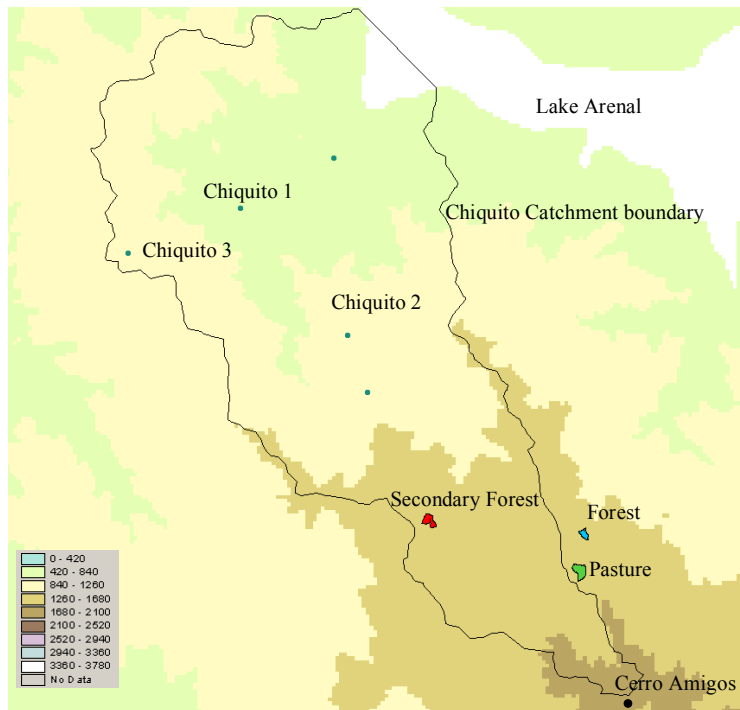 Lake Arenal
Chiquito 1
Chiquito Catchment boundary
Chiquito 3
Chiquito 2
Secondary Forest
Forest
Pasture
Cerro Amigos
0 - 420
420 - 840
840 - 1260
1260 - 1680
1680 - 2100
2100 - 2520
2520 - 2940
2940 - 3360
3360 - 3780
No Data